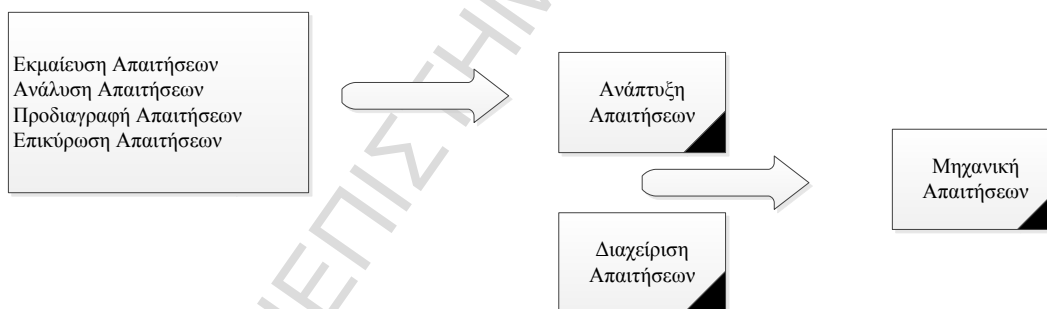 Εκμαίευση Απαιτήσεων
Ανάλυση Απαιτήσεων
Προδιαγραφή Απαιτήσεων
Επικύρωση Απαιτήσεων
Ανάπτυξη
Απαιτήσεων
Διαχείριση
Απαιτήσεων
Μηχανική
Απαιτήσεων